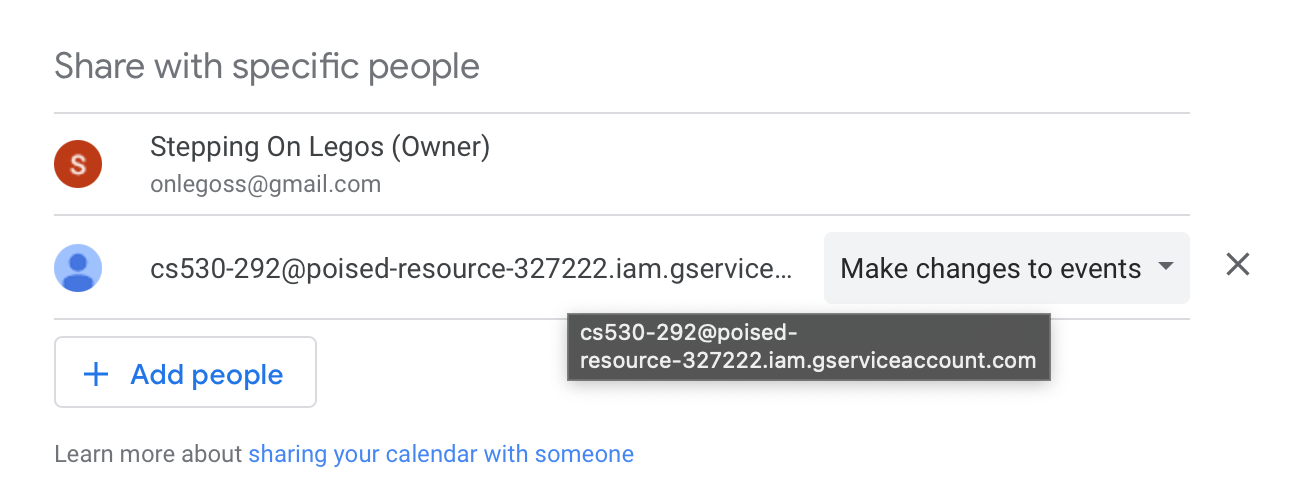 Share with specific people
S
Stepping On Legos (Owner)
onlegoss@gmail.com
cs530-292@poised-resource-327222.iam.gservice...
Make changes to events
cs530-292@poised-
resource-327222.iam.gserviceaccount.com
+ Add people
Learn more about sharing your calendar with someone